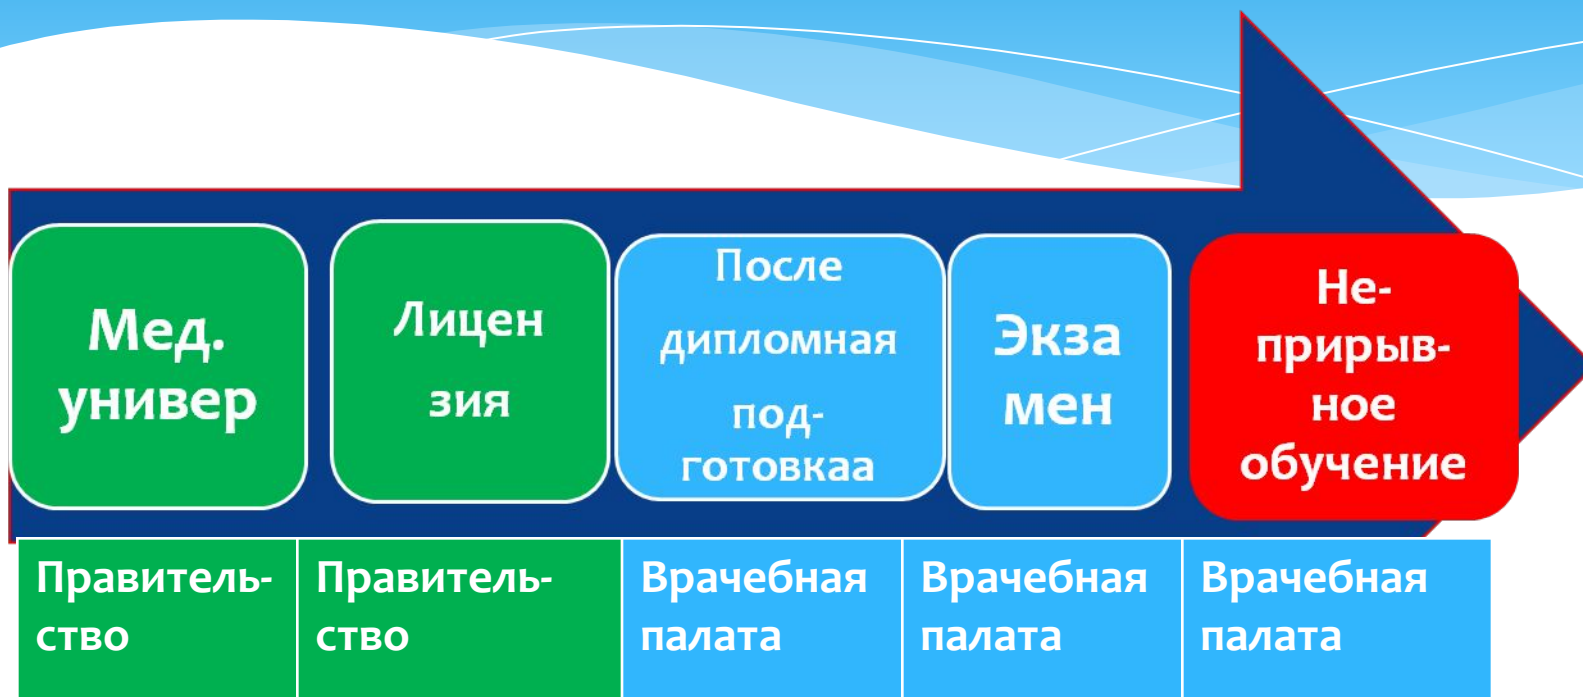 Мед.
универ
Лицен
зия
После
дипломная
под-
готовкаа
Экза
мен
Не-
прирыв-
ное
обучение
Правитель-
ство
Правитель-
ство
Врачебная
палата
Врачебная
палата
Врачебная
палата